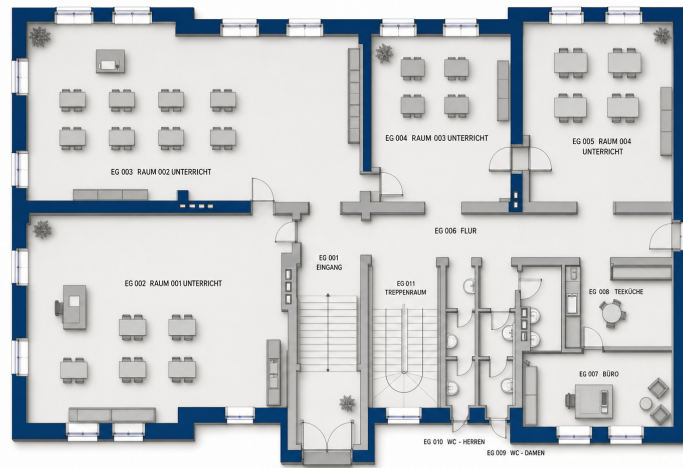 EG 004 RAUM 003 UNTERRICHT
EG 005 RAUM 004
UNTERRICHT
EG 003 RAUM 002 UNTERRICHT
EG 006 FLUR
EG 001
EINGANG
EG 002 RAUM 001 UNTERRICHT
EG 011
TREPPENRAUM
EG 008 TEEKÜCHE
EG 007 BÜRO
EG 010 WC - HERREN
EG 009 WC - DAMEN